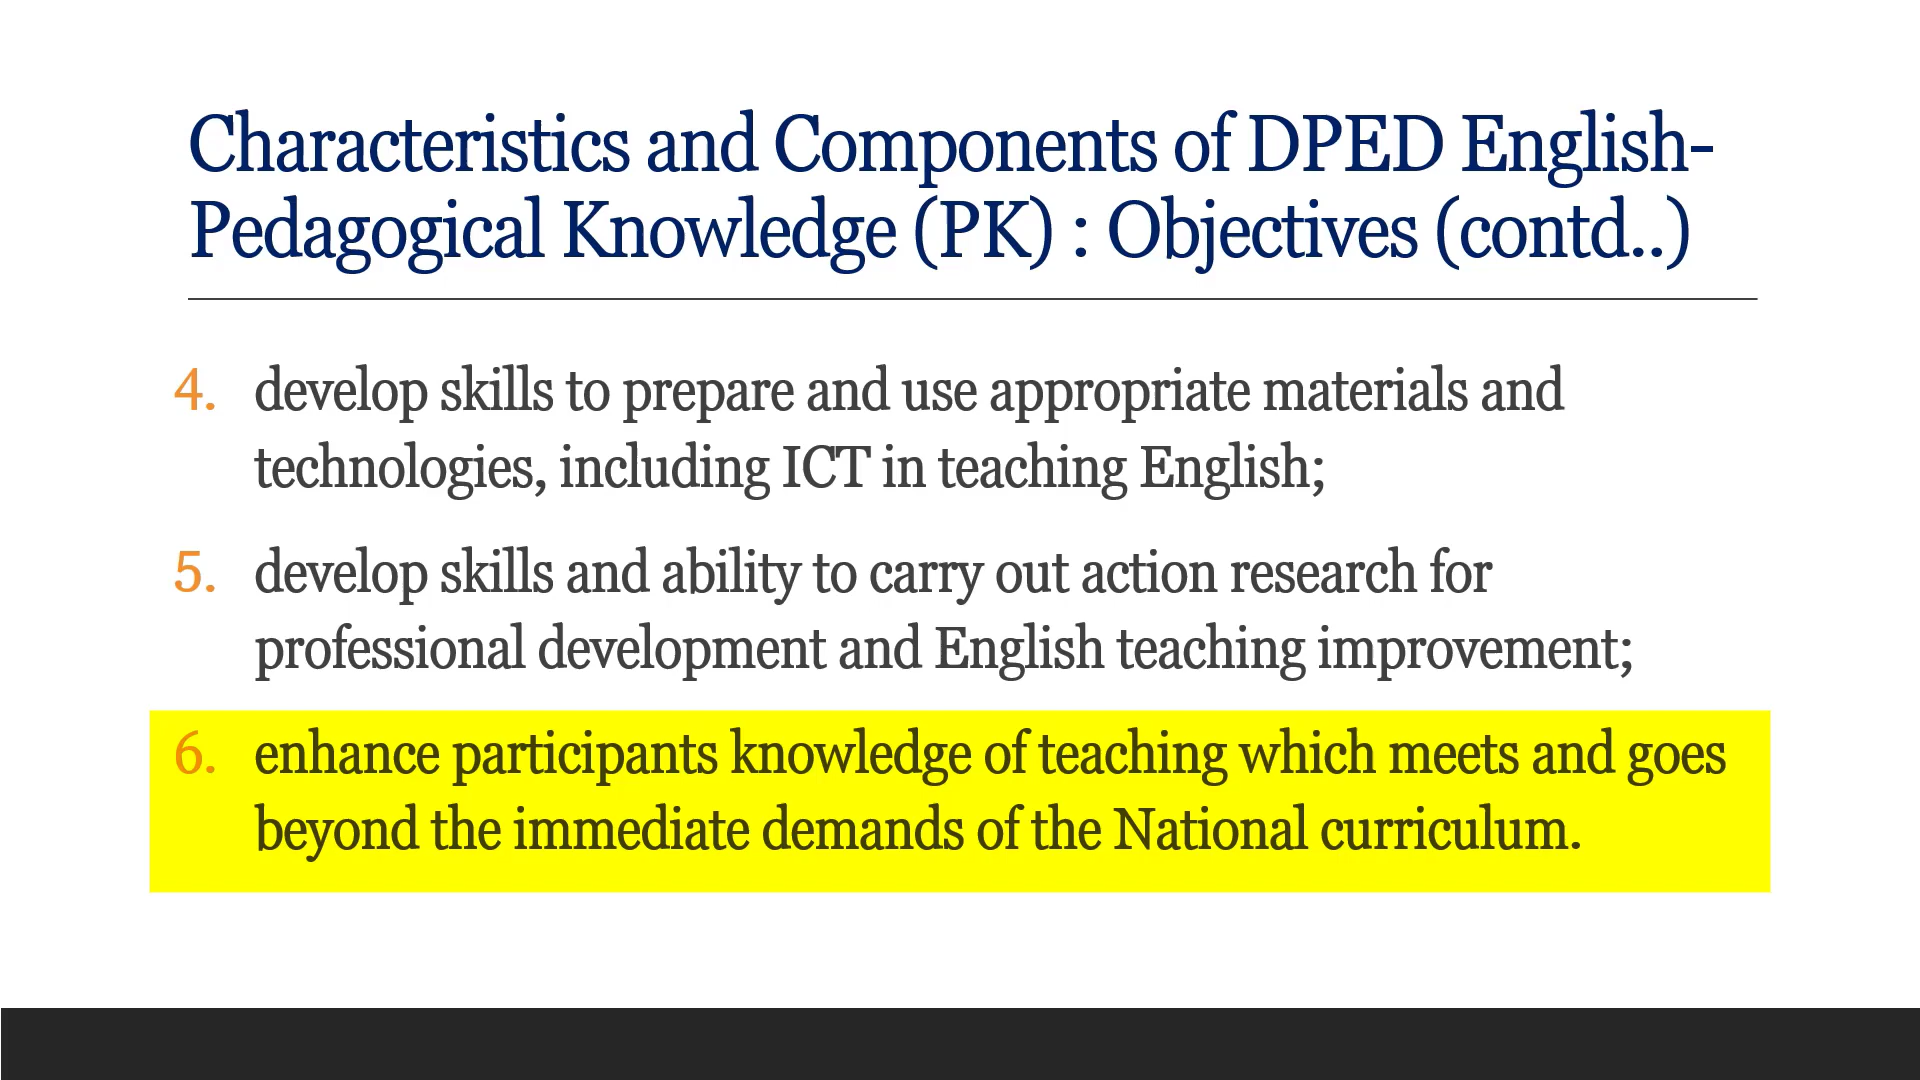 Characteristics and Components of DPED English-
Pedagogical Knowledge (PK) : Objectives (contd..)
4. develop skills to prepare and use appropriate materials and
technologies, including ICT in teaching English;
5. develop skills and ability to carry out action research for
professional development and English teaching improvement;
6. enhance participants knowledge of teaching which meets and goes
beyond the immediate demands of the National curriculum.